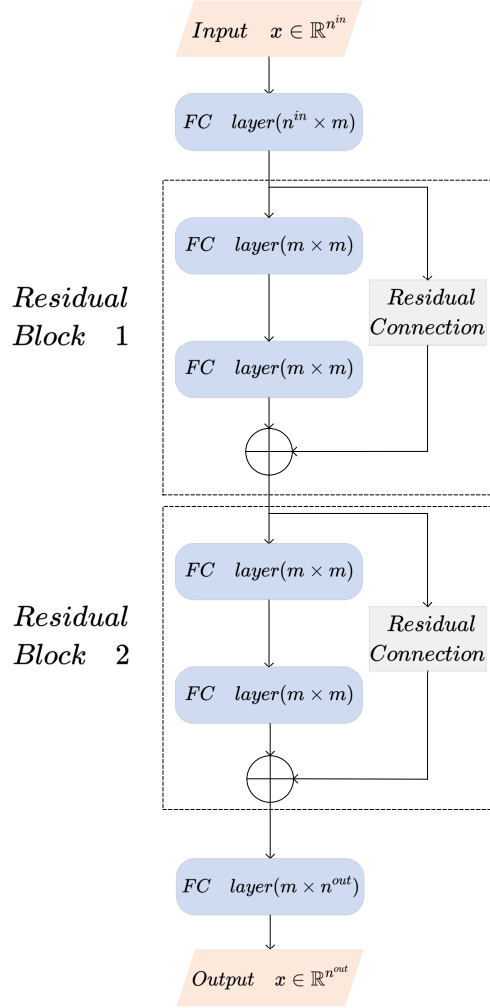 Input x ∈ ℝ^{n^{in}}
FC layer(n^{in} × m)
Residual
Block 1
FC layer(m × m)
Residual
Connection
FC layer(m × m)
Residual
Block 2
FC layer(m × m)
Residual
Connection
FC layer(m × m)
FC layer(m × n^{out})
Output x ∈ ℝ^{n^{out}}